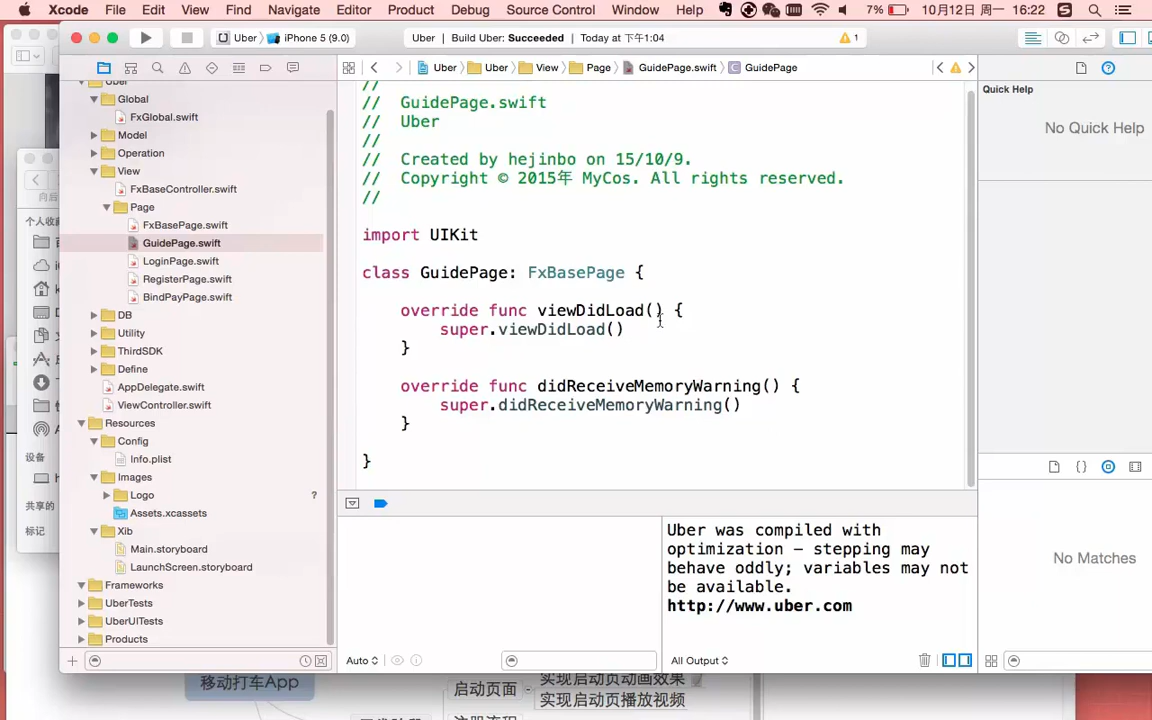 Xcode File Edit View Find Navigate Editor Product Debug Source Control Window Help 7% 10月12日 周一 16:22
Uber iPhone 5 (9.0) Uber | Build Uber: Succeeded | Today at 下午1:04 1
Uber Uber View Page GuidePage.swift GuidePage
Uber
Global
FxGlobal.swift
Model
Operation
View
FxBaseController.swift
Page
FxBasePage.swift
GuidePage.swift
LoginPage.swift
RegisterPage.swift
BindPayPage.swift
DB
Utility
ThirdSDK
Define
AppDelegate.swift
ViewController.swift
Resources
Config
Info.plist
Images
Logo ?
Assets.xcassets
Xib
Main.storyboard
LaunchScreen.storyboard
Frameworks
UberTests
UberUITests
Products
//
// GuidePage.swift
// Uber
//
// Created by hejinbo on 15/10/9.
// Copyright © 2015年 MyCos. All rights reserved.
//
import UIKit
class GuidePage: FxBasePage {
override func viewDidLoad() {
super.viewDidLoad()
}
override func didReceiveMemoryWarning() {
super.didReceiveMemoryWarning()
}
}
Uber was compiled with
optimization – stepping may
behave oddly; variables may not
be available.
http://www.uber.com
Auto
All Output
Quick Help
No Quick Help
No Matches
向后
个人收
设备
共享的
标记
移动打车App
启动页面
实现启动页动画效果
实现启动页播放视频
注册流程